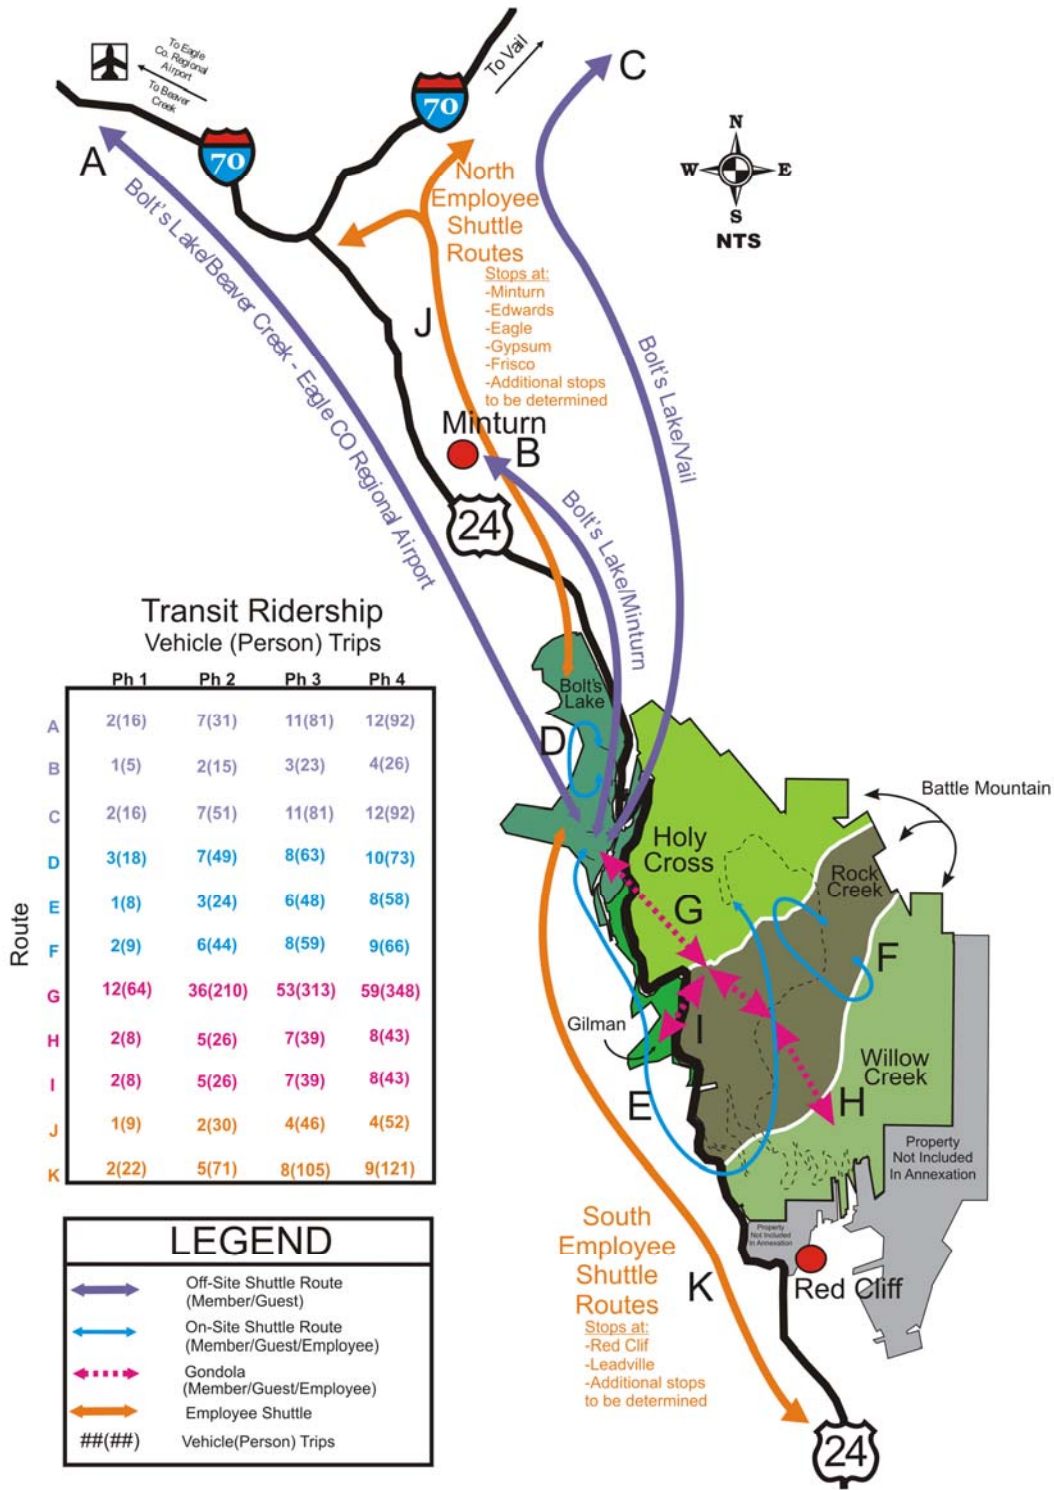 To Eagle
Co. Regional
Airport
To Beaver
Creek
70
70
To Vail
A
C
N
W E
S
NTS
North
Employee
Shuttle
Routes
Stops at:
-Minturn
-Edwards
-Eagle
-Gypsum
-Frisco
-Additional stops
to be determined
J
Bolt's Lake/Beaver Creek - Eagle CO Regional Airport
Bolt's Lake/Vail
Minturn
B
24
Bolt's Lake/Minturn
Transit Ridership
Vehicle (Person) Trips
Ph 1 Ph 2 Ph 3 Ph 4
Route
A 2(16) 7(31) 11(81) 12(92)
B 1(5) 2(15) 3(23) 4(26)
C 2(16) 7(51) 11(81) 12(92)
D 3(18) 7(49) 8(63) 10(73)
E 1(8) 3(24) 6(48) 8(58)
F 2(9) 6(44) 8(59) 9(66)
G 12(64) 36(210) 53(313) 59(348)
H 2(8) 5(26) 7(39) 8(43)
I 2(8) 5(26) 7(39) 8(43)
J 1(9) 2(30) 4(46) 4(52)
K 2(22) 5(71) 8(105) 9(121)
Bolt's
Lake
D
Battle Mountain
Holy
Cross
Rock
Creek
G
F
Gilman
I
Willow
Creek
E
H
Property
Not Included
In Annexation
Property
Not Included
In Annexation
Red Cliff
South
Employee
Shuttle
Routes
Stops at:
-Red Clif
-Leadville
-Additional stops
to be determined
K
24
LEGEND
Off-Site Shuttle Route
(Member/Guest)
On-Site Shuttle Route
(Member/Guest/Employee)
Gondola
(Member/Guest/Employee)
Employee Shuttle
##(##) Vehicle(Person) Trips